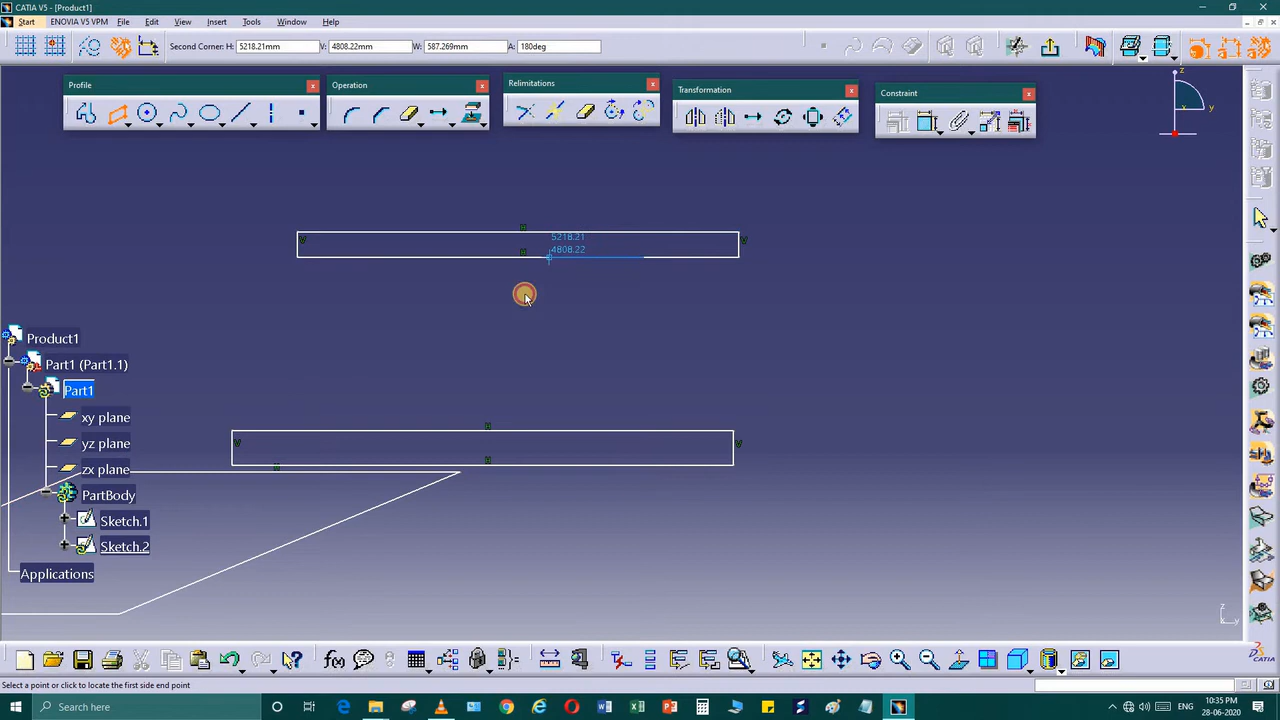 CATIA V5 - [Product1]
Start ENOVIA V5 VPM File Edit View Insert Tools Window Help
Second Corner: H: 5218.21mm V: 4808.22mm W: 587.269mm A: 180deg
Profile Operation Relimitations Transformation Constraint
z
x y
H
V 5218.21 V
H 4808.22
Product1
Part1 (Part1.1)
Part1
xy plane
yz plane
zx plane
PartBody
Sketch.1
Sketch.2
Applications
H
V V
H H
z
y
f(x)
CATIA
Select a point or click to locate the first side end point
Search here
ENG
10:35 PM
28-06-2020